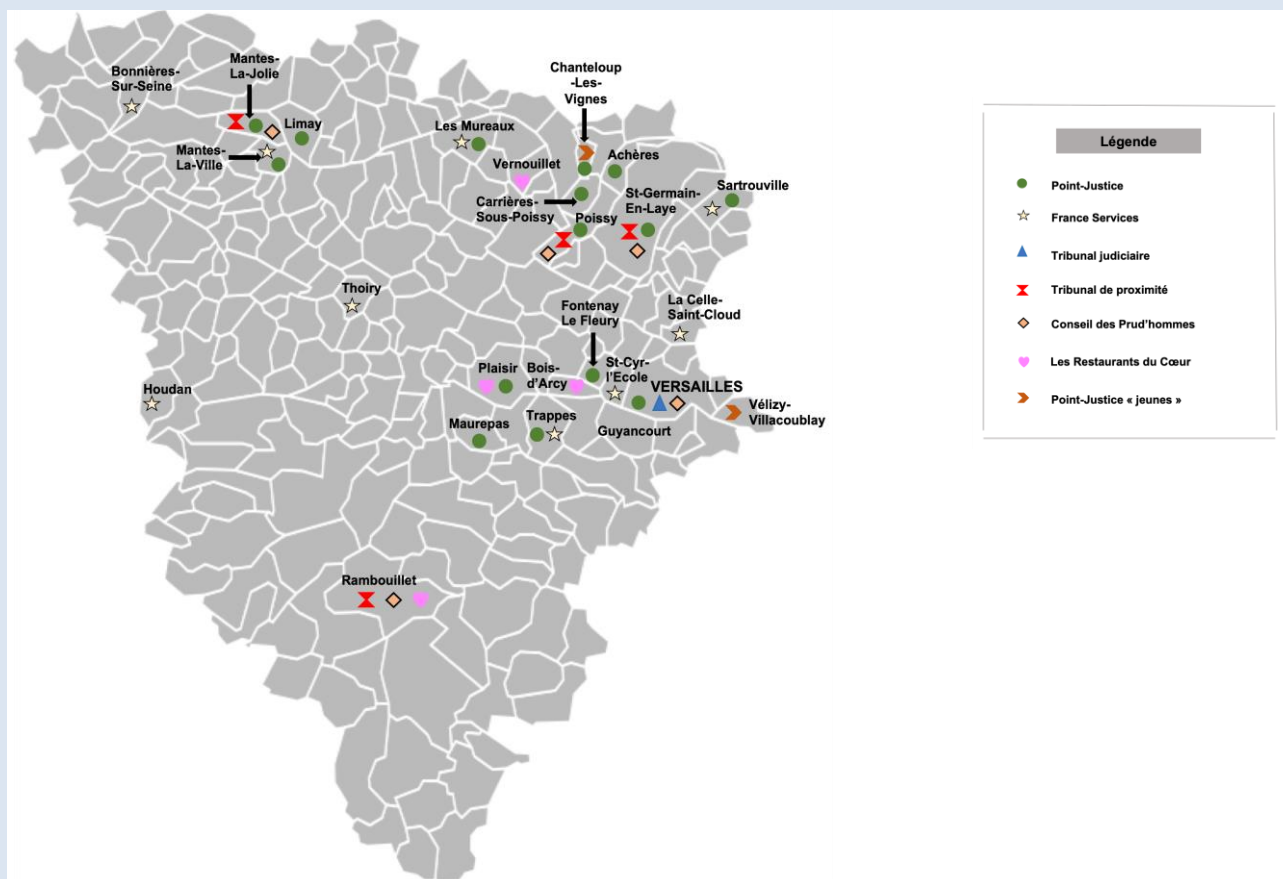 Mantes-
La-Jolie
Bonnières-
Sur-Seine
Limay
Mantes-
La-Ville
Les Mureaux
Vernouillet
Chanteloup
-Les-
Vignes
Achères
Carrières-
Sous-Poissy
Poissy
St-Germain-
En-Laye
Sartrouville
Thoiry
Houdan
Fontenay
Le Fleury
La Celle-
Saint-Cloud
Plaisir
Bois-
d'Arcy
St-Cyr-
l'Ecole
VERSAILLES
Vélizy-
Villacoublay
Maurepas
Trappes
Guyancourt
Rambouillet
Légende
Point-Justice
France Services
Tribunal judiciaire
Tribunal de proximité
Conseil des Prud'hommes
Les Restaurants du Cœur
Point-Justice « jeunes »